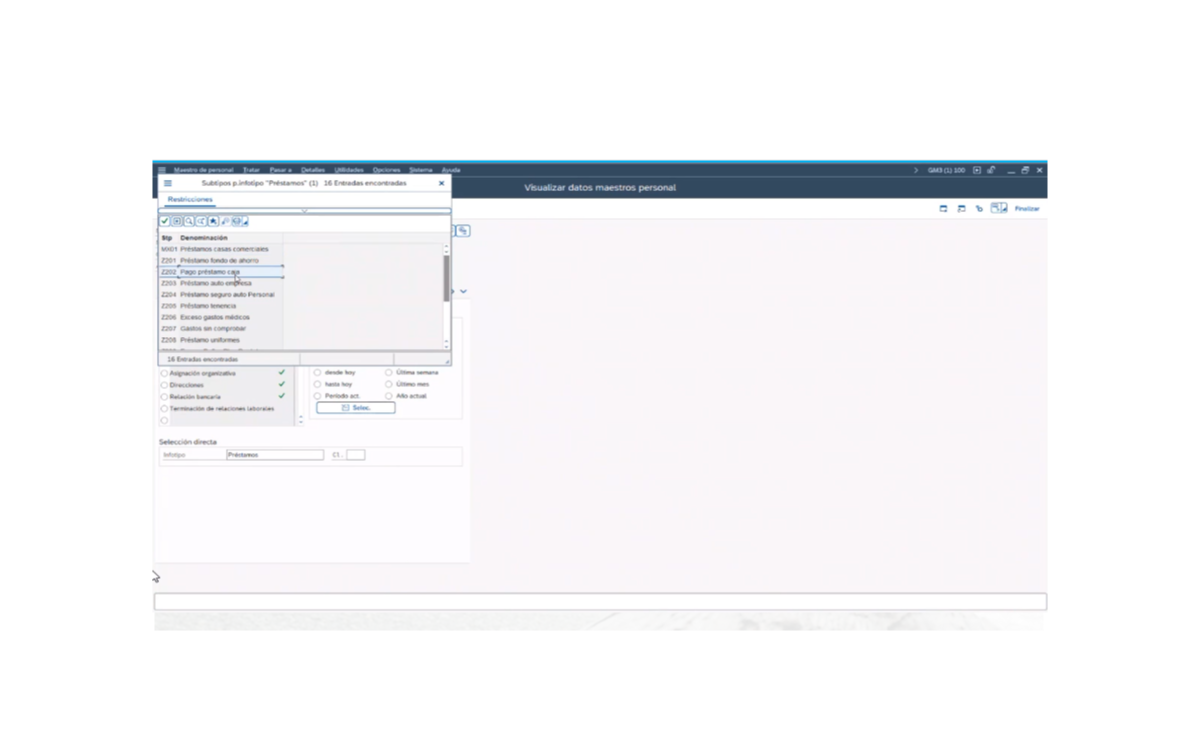 Maestro de personal Tratar Pasar a Detalles Utilidades Opciones Sistema Ayuda
GM3 (1) 100
Subtipos p.infotipo "Préstamos" (1) 16 Entradas encontradas
Visualizar datos maestros personal
Restricciones
Finalizar
Stp Denominación
MX01 Préstamos casas comerciales
Z201 Préstamo fondo de ahorro
Z202 Pago préstamo caja
Z203 Préstamo auto empresa
Z204 Préstamo seguro auto Personal
Z205 Préstamo tenencia
Z206 Exceso gastos médicos
Z207 Gastos sin comprobar
Z208 Préstamo uniformes
16 Entradas encontradas
Asignación organizativa desde hoy Última semana
Direcciones hasta hoy Último mes
Relación bancaria Período act. Año actual
Terminación de relaciones laborales Selec.
Selección directa
Infotipo Préstamos Cl.